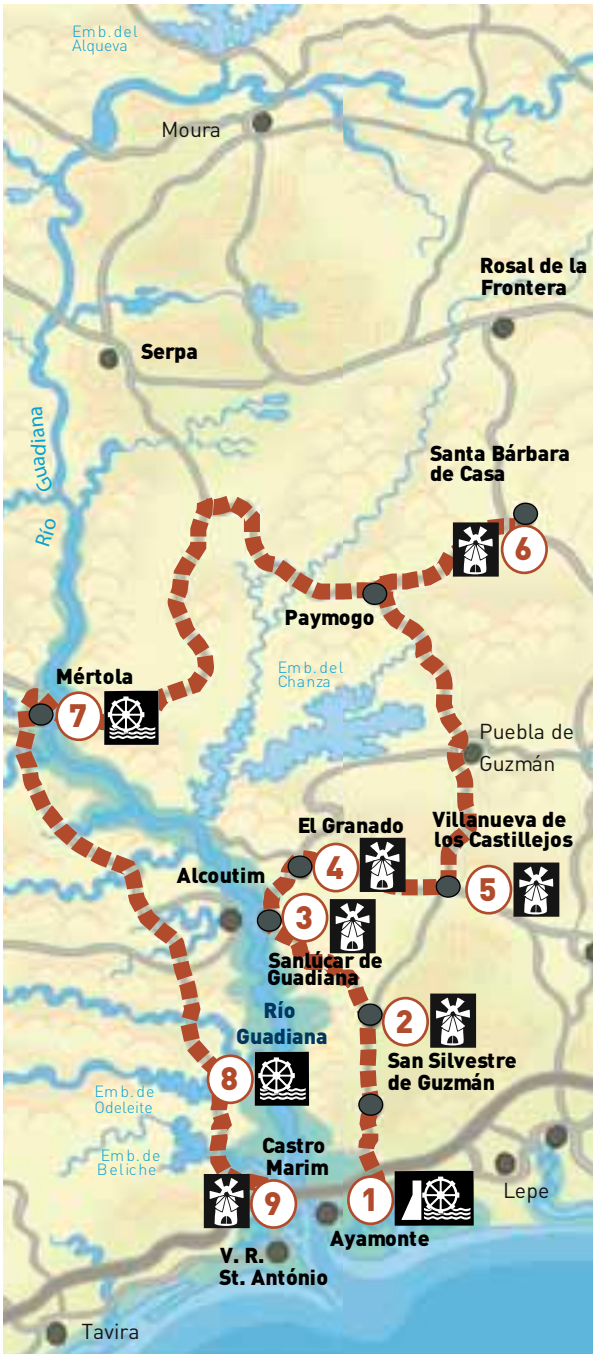 Emb. del
Alqueva
Moura
Rosal de la
Frontera
Serpa
Río Guadiana
Santa Bárbara
de Casa
6
Paymogo
Emb. del
Chanza
Mértola
7
Puebla de
Guzmán
Villanueva de
los Castillejos
El Granado
4
5
Alcoutim
3
Sanlúcar de
Guadiana
Río
Guadiana
2
San Silvestre
de Guzmán
8
Emb. de
Odeleite
Emb. de
Beliche
Castro
Marim
9
1
Lepe
Ayamonte
V. R.
St. António
Tavira